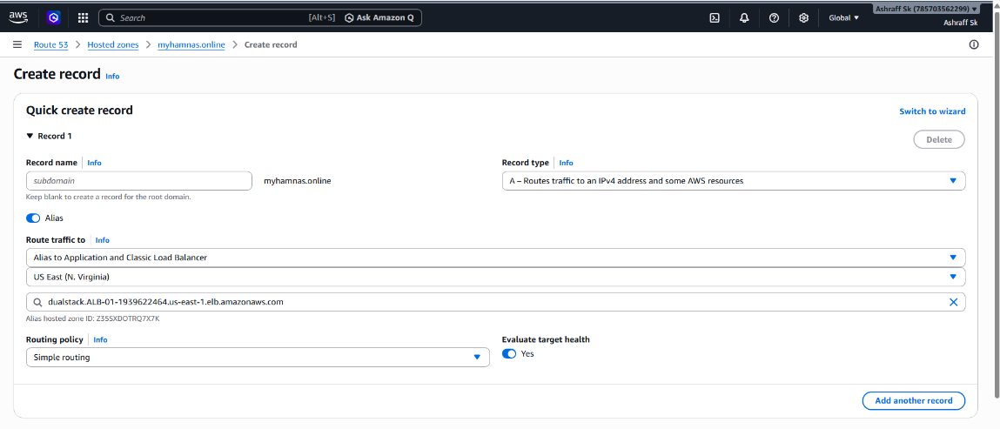 aws
Search [Alt+S] Ask Amazon Q Global Ashraff Sk (785703562299)
Ashraff Sk
Route 53 > Hosted zones > myhamnas.online > Create record
Create record Info
Quick create record Switch to wizard
Record 1 Delete
Record name Info Record type Info
subdomain myhamnas.online A – Routes traffic to an IPv4 address and some AWS resources
Keep blank to create a record for the root domain.
Alias
Route traffic to Info
Alias to Application and Classic Load Balancer
US East (N. Virginia)
dualstack.ALB-01-1939622464.us-east-1.elb.amazonaws.com
Alias hosted zone ID: Z35SXDOTRQ7X7K
Routing policy Info Evaluate target health
Simple routing Yes
Add another record